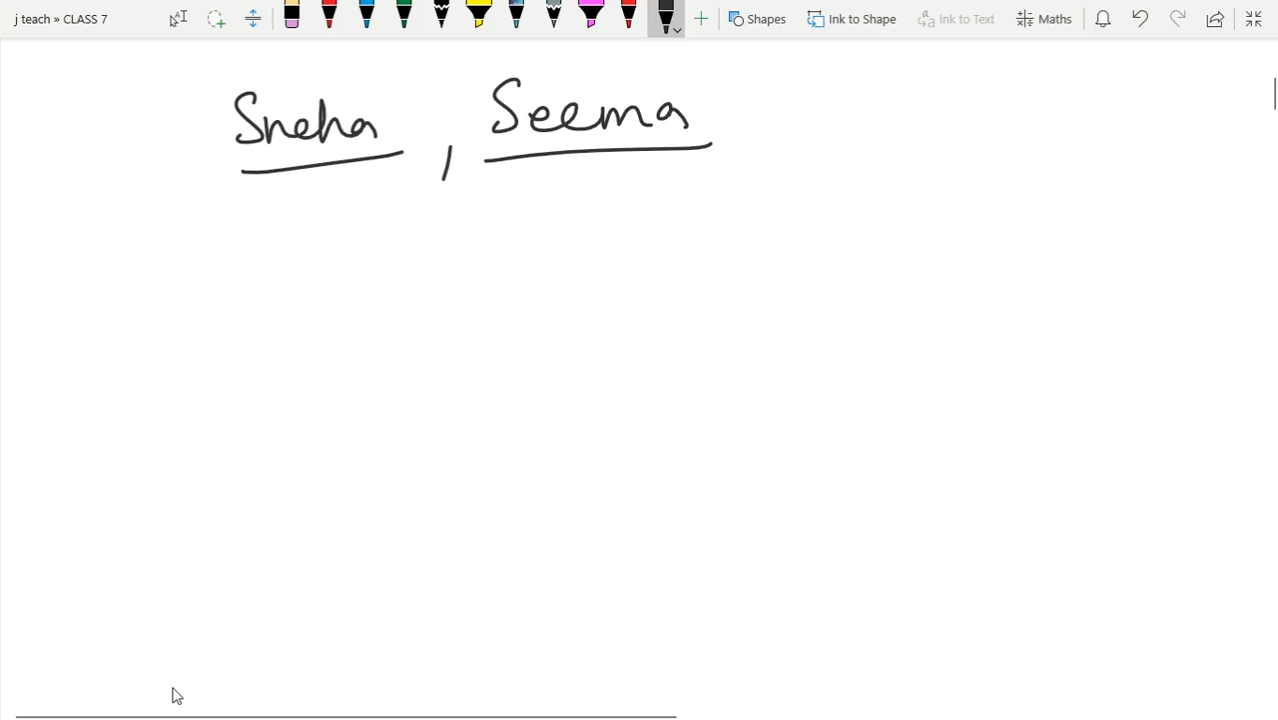 j teach » CLASS 7
Shapes
Ink to Shape
Ink to Text
Maths
Sneha , Seema